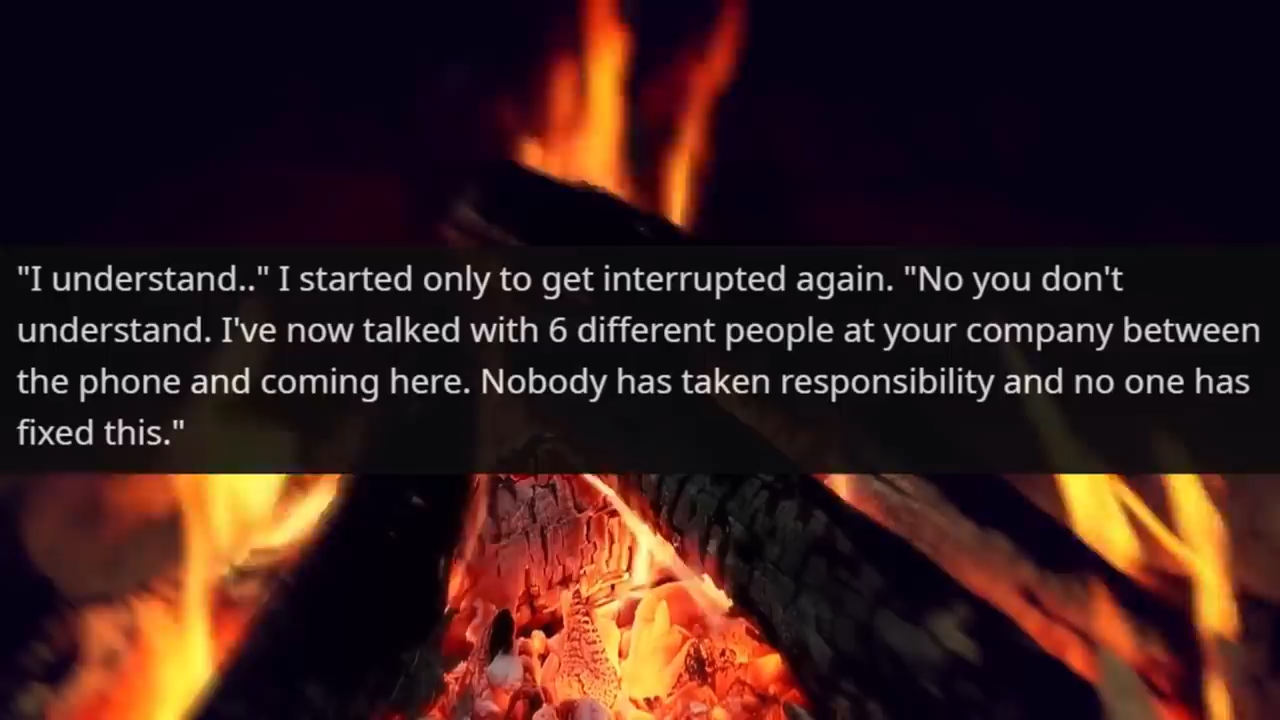 "I understand.." I started only to get interrupted again. "No you don't
understand. I've now talked with 6 different people at your company between
the phone and coming here. Nobody has taken responsibility and no one has
fixed this."